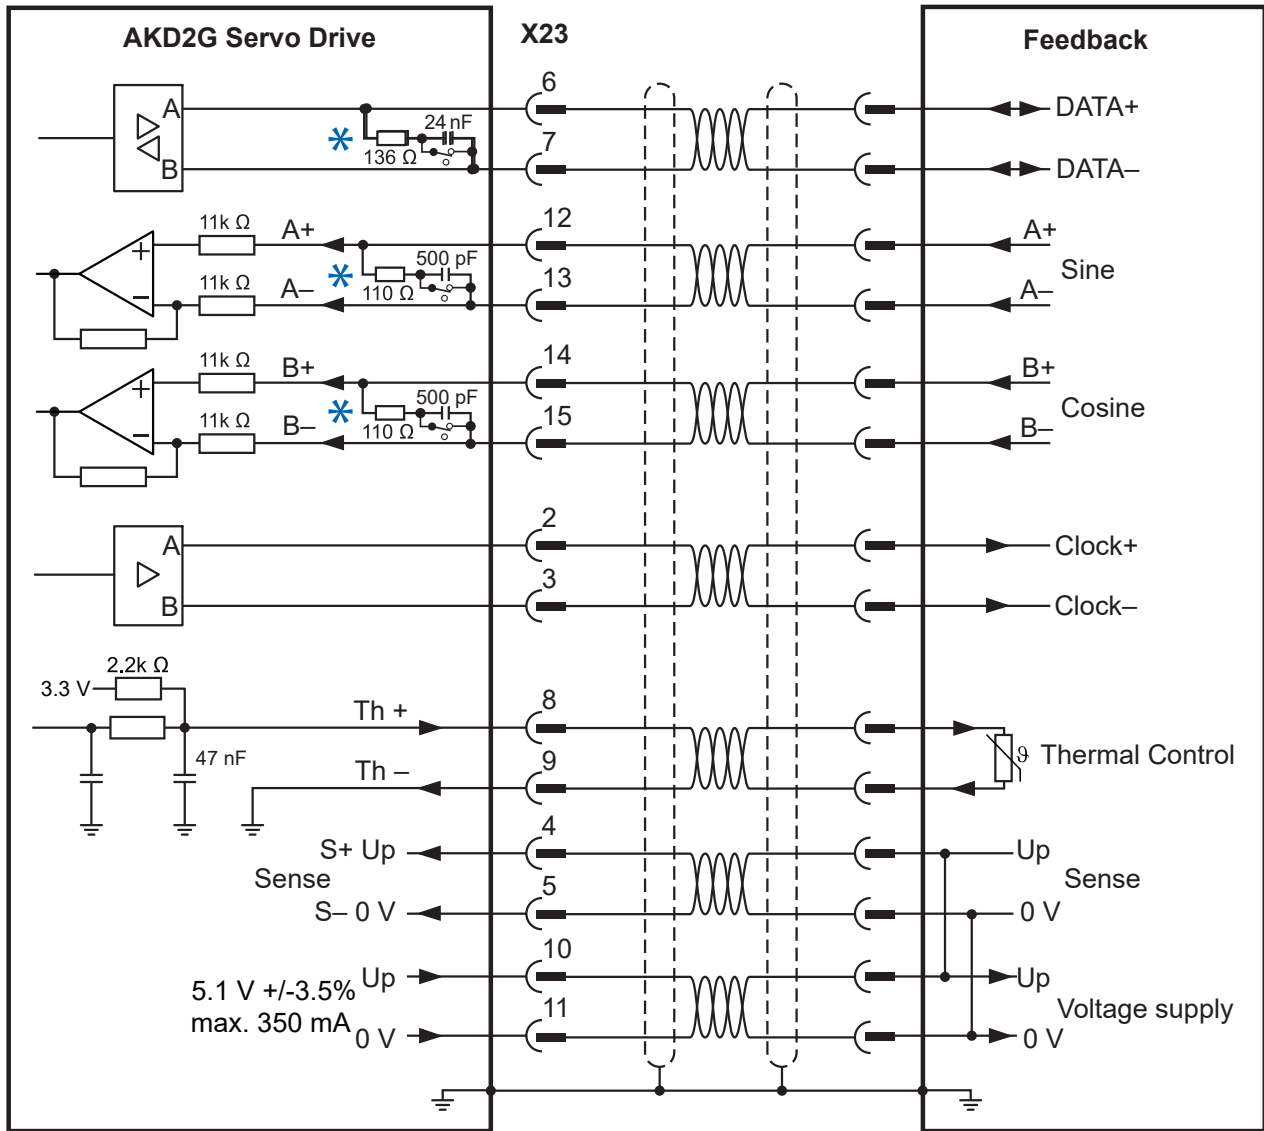 AKD2G Servo Drive
X23
Feedback
A
B
*
136 Ω
24 nF
6
7
DATA+
DATA–
11k Ω
A+
11k Ω
A–
+
–
*
110 Ω
500 pF
12
13
A+
Sine
A–
11k Ω
B+
11k Ω
B–
+
–
*
110 Ω
500 pF
14
15
B+
Cosine
B–
A
B
2
3
Clock+
Clock–
2.2k Ω
3.3 V
47 nF
Th +
Th –
8
9
ϑ Thermal Control
S+ Up
Sense
S– 0 V
4
5
Up
Sense
0 V
5.1 V +/-3.5%
max. 350 mA
Up
0 V
10
11
Up
Voltage supply
0 V